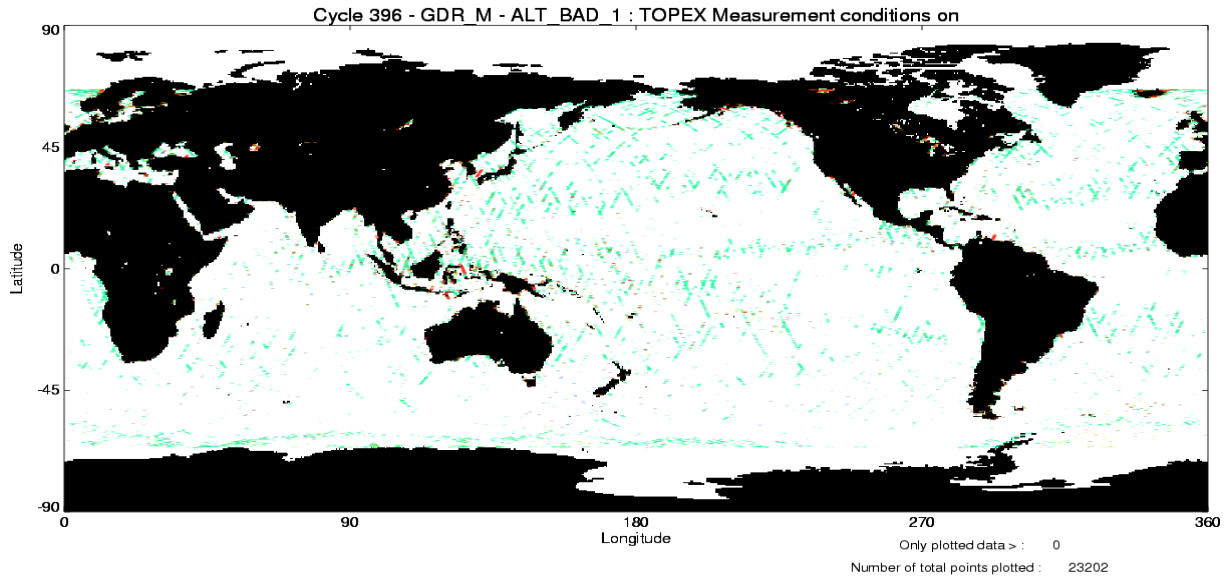 Cycle 396 - GDR_M - ALT_BAD_1 : TOPEX Measurement conditions on
90
45
0
-45
-90
Latitude
0 90 180 270 360
Longitude
Only plotted data > : 0
Number of total points plotted : 23202